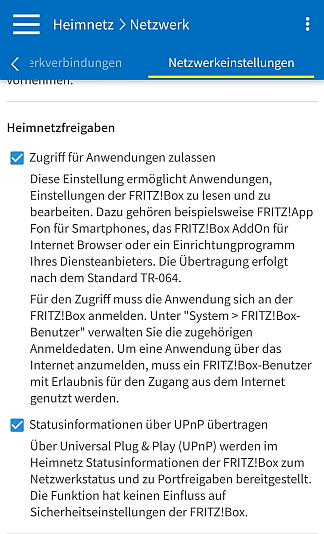 Heimnetz > Netzwerk
erkverbindungen
Netzwerkeinstellungen
vornehmen.
Heimnetzfreigaben
Zugriff für Anwendungen zulassen
Diese Einstellung ermöglicht Anwendungen,
Einstellungen der FRITZ!Box zu lesen und zu
bearbeiten. Dazu gehören beispielsweise FRITZ!App
Fon für Smartphones, das FRITZ!Box AddOn für
Internet Browser oder ein Einrichtungprogramm
Ihres Diensteanbieters. Die Übertragung erfolgt
nach dem Standard TR-064.
Für den Zugriff muss die Anwendung sich an der
FRITZ!Box anmelden. Unter "System > FRITZ!Box-
Benutzer" verwalten Sie die zugehörigen
Anmeldedaten. Um eine Anwendung über das
Internet anzumelden, muss ein FRITZ!Box-Benutzer
mit Erlaubnis für den Zugang aus dem Internet
genutzt werden.
Statusinformationen über UPnP übertragen
Über Universal Plug & Play (UPnP) werden im
Heimnetz Statusinformationen der FRITZ!Box zum
Netzwerkstatus und zu Portfreigaben bereitgestellt.
Die Funktion hat keinen Einfluss auf
Sicherheitseinstellungen der FRITZ!Box.